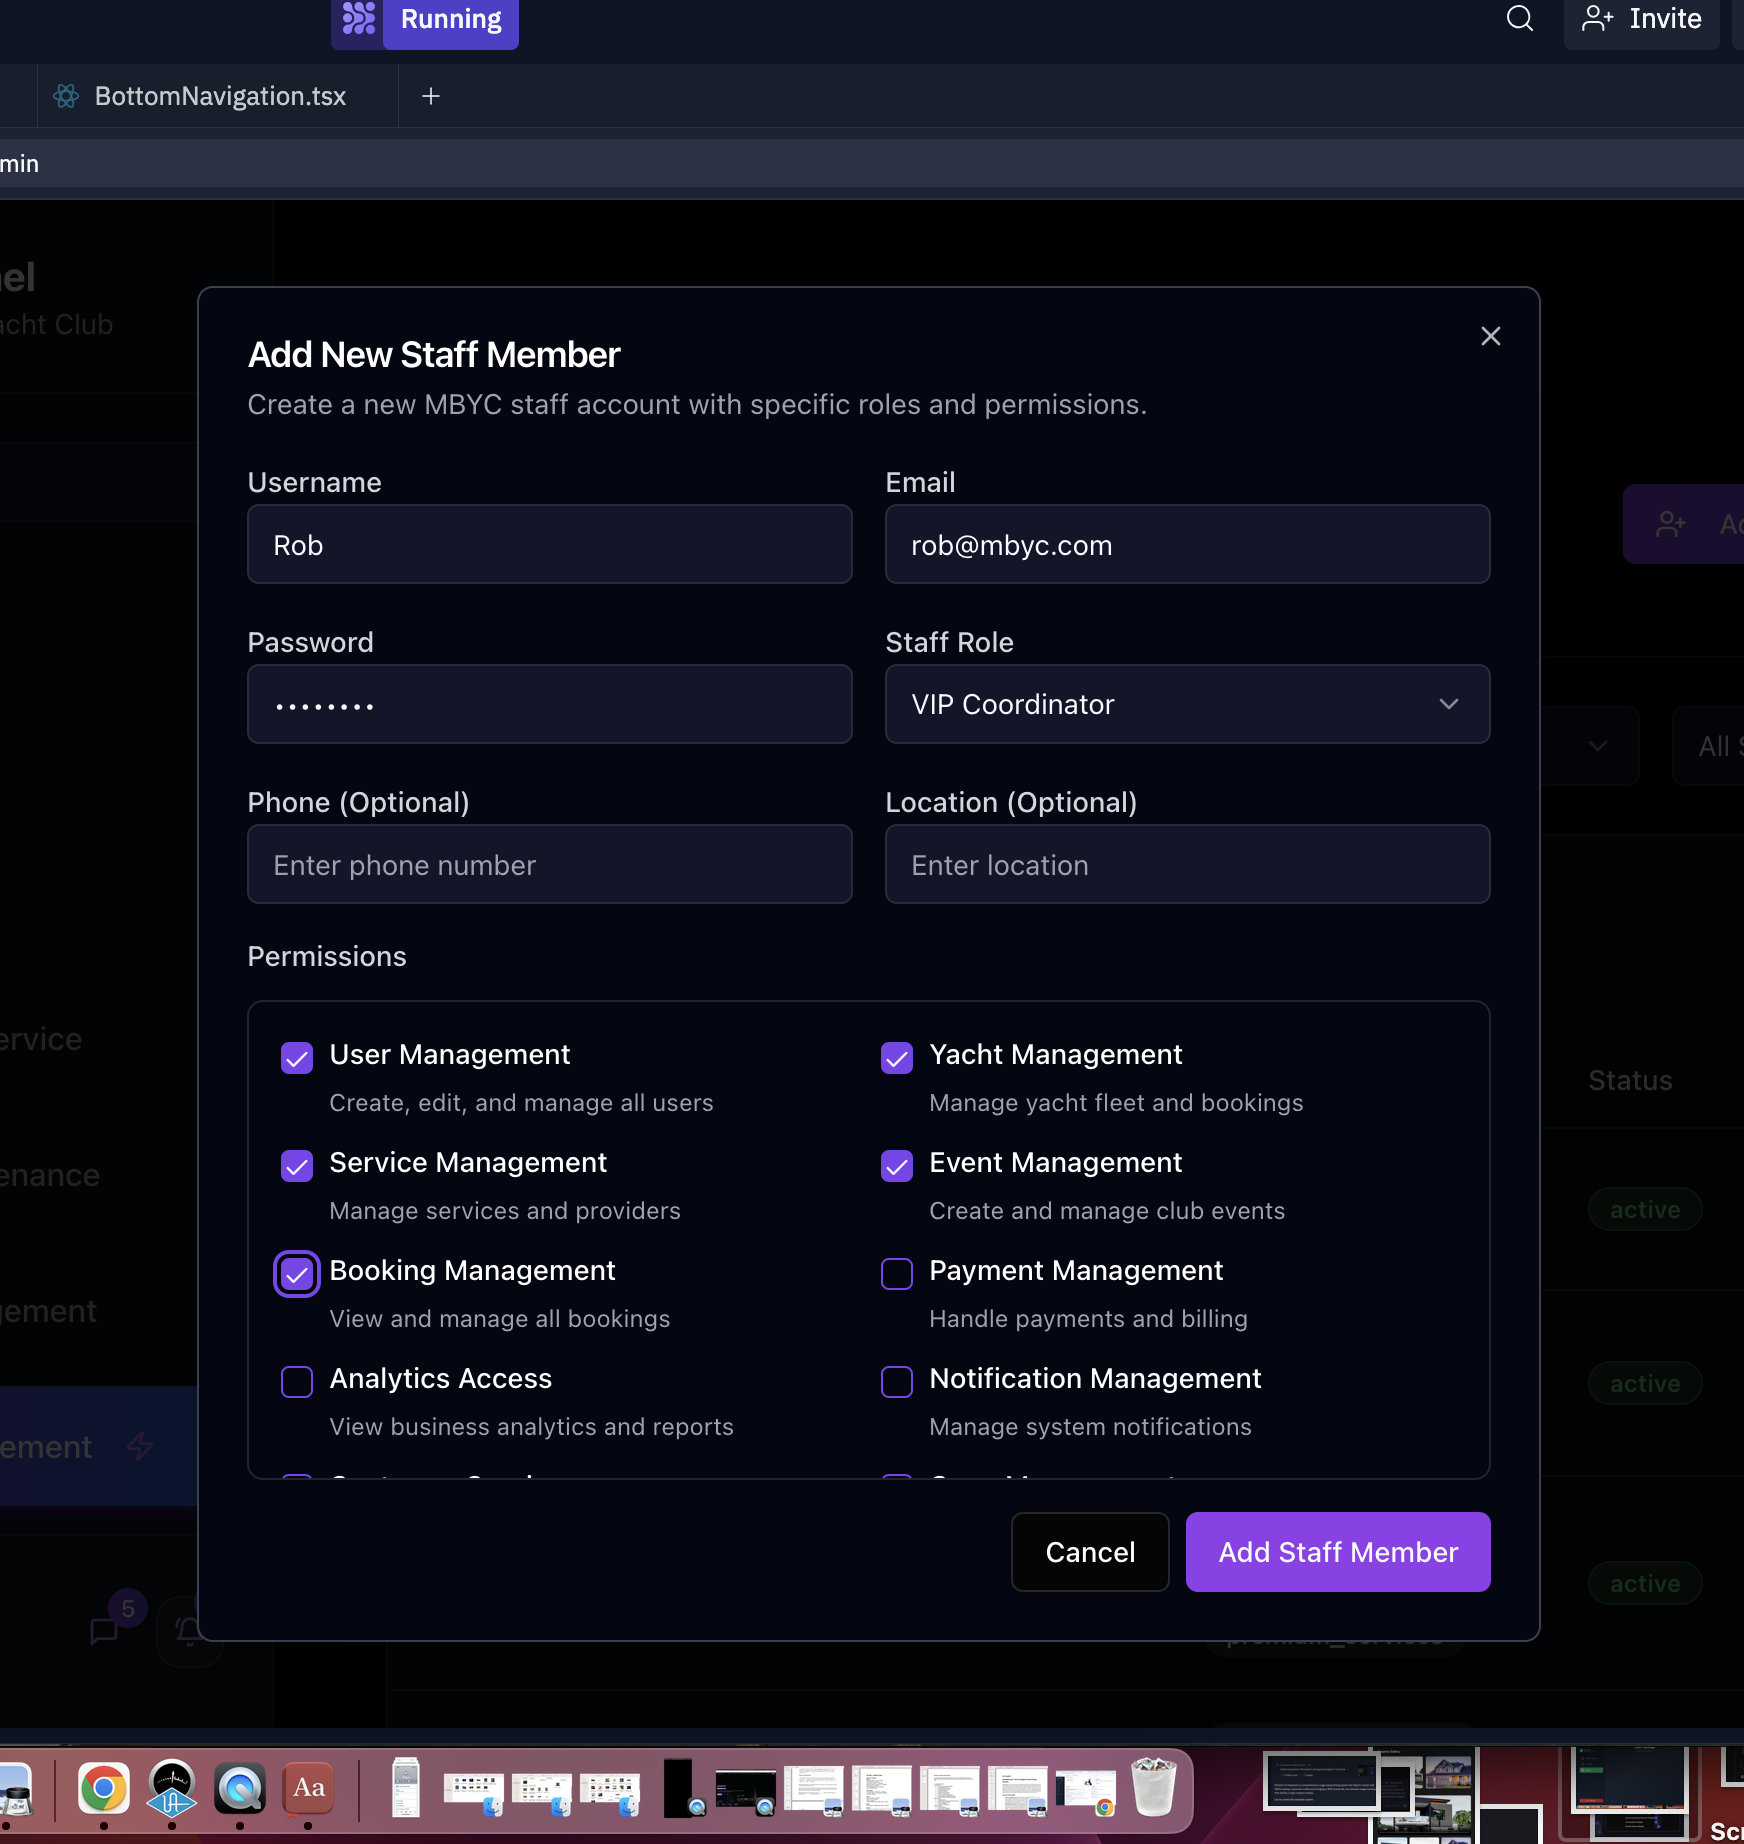 Running
Invite
BottomNavigation.tsx
min
el
acht Club
Add New Staff Member
Create a new MBYC staff account with specific roles and permissions.
Username
Email
Rob
rob@mbyc.com
Password
Staff Role
••••••••
VIP Coordinator
Phone (Optional)
Location (Optional)
Enter phone number
Enter location
All
Permissions
ervice
User Management
Yacht Management
Status
Create, edit, and manage all users
Manage yacht fleet and bookings
enance
Service Management
Event Management
Manage services and providers
Create and manage club events
active
Booking Management
Payment Management
gement
View and manage all bookings
Handle payments and billing
Analytics Access
Notification Management
active
View business analytics and reports
Manage system notifications
ement
Cancel
Add Staff Member
active
5
Aa
Scr